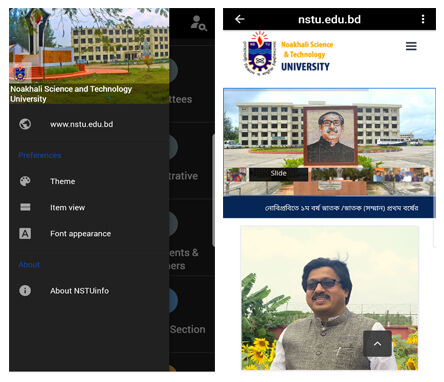 Noakhali Science and Technology
University
www.nstu.edu.bd
Preferences
Theme
Item view
Font appearance
About
About NSTUinfo
ttees
trative
ents &
ners
Section
nstu.edu.bd
Noakhali Science
& Technology
UNIVERSITY
Slide
নোবিপ্রবিতে ১ম বর্ষ স্নাতক /স্নাতক (সম্মান) প্রথম বর্ষের